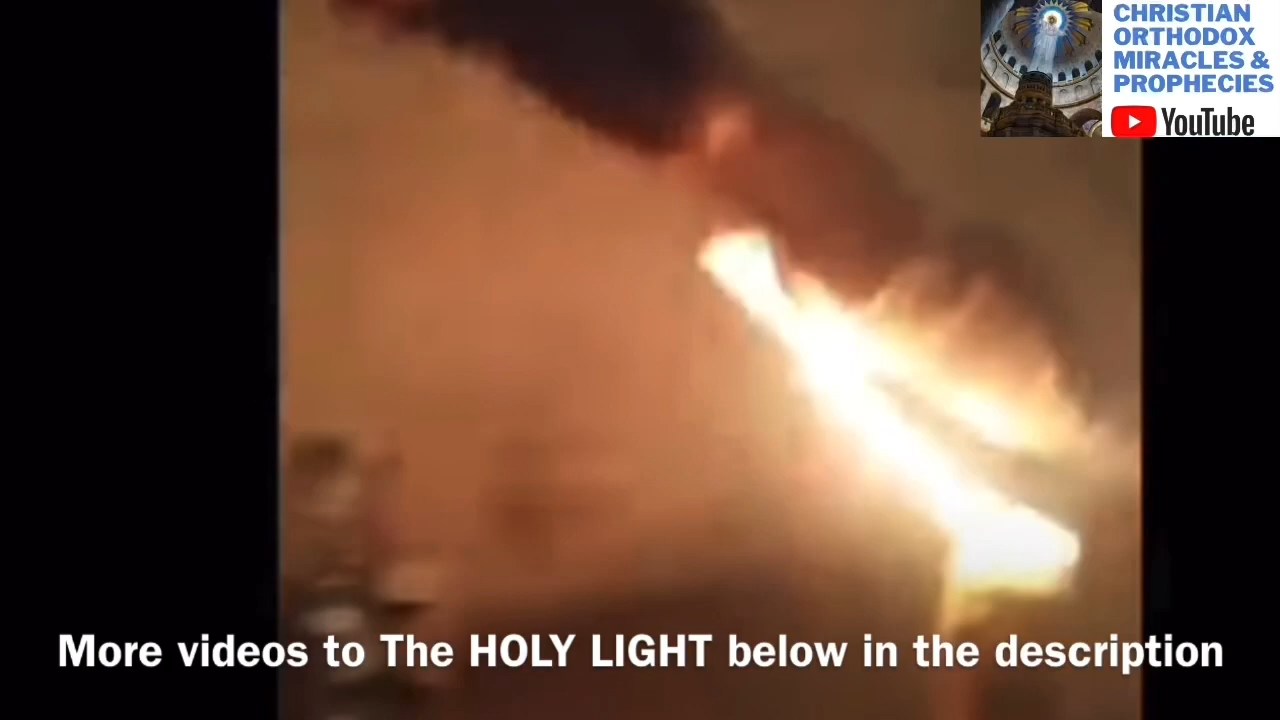 CHRISTIAN
ORTHODOX
MIRACLES &
PROPHECIES
YouTube
More videos to The HOLY LIGHT below in the description